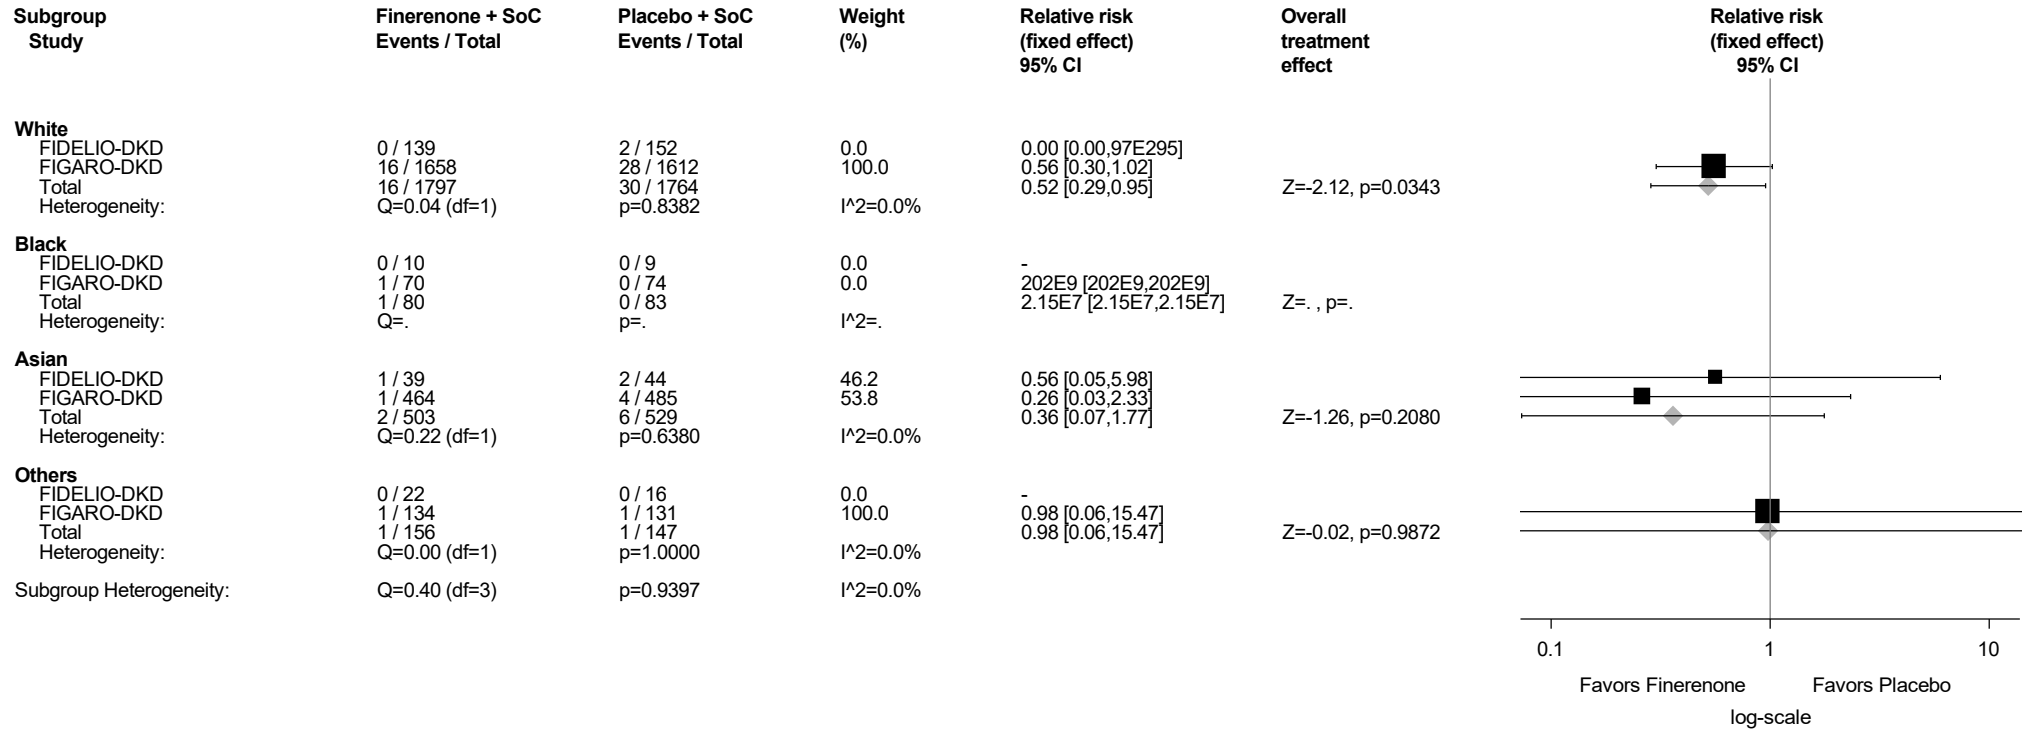 Subgroup Finerenone + SoC Placebo + SoC Weight Relative risk Overall Relative risk
Study Events / Total Events / Total (%) (fixed effect) treatment (fixed effect)
95% CI effect 95% CI
White
FIDELIO-DKD 0 / 139 2 / 152 0.0 0.00 [0.00,97E295]
FIGARO-DKD 16 / 1658 28 / 1612 100.0 0.56 [0.30,1.02]
Total 16 / 1797 30 / 1764 0.52 [0.29,0.95] Z=-2.12, p=0.0343
Heterogeneity: Q=0.04 (df=1) p=0.8382 I^2=0.0%
Black
FIDELIO-DKD 0 / 10 0 / 9 0.0 -
FIGARO-DKD 1 / 70 0 / 74 0.0 202E9 [202E9,202E9]
Total 1 / 80 0 / 83 2.15E7 [2.15E7,2.15E7] Z=. , p=.
Heterogeneity: Q=. p=. I^2=.
Asian
FIDELIO-DKD 1 / 39 2 / 44 46.2 0.56 [0.05,5.98]
FIGARO-DKD 1 / 464 4 / 485 53.8 0.26 [0.03,2.33]
Total 2 / 503 6 / 529 0.36 [0.07,1.77] Z=-1.26, p=0.2080
Heterogeneity: Q=0.22 (df=1) p=0.6380 I^2=0.0%
Others
FIDELIO-DKD 0 / 22 0 / 16 0.0 -
FIGARO-DKD 1 / 134 1 / 131 100.0 0.98 [0.06,15.47]
Total 1 / 156 1 / 147 0.98 [0.06,15.47] Z=-0.02, p=0.9872
Heterogeneity: Q=0.00 (df=1) p=1.0000 I^2=0.0%
Subgroup Heterogeneity: Q=0.40 (df=3) p=0.9397 I^2=0.0%
0.1 1 10
Favors Finerenone Favors Placebo
log-scale